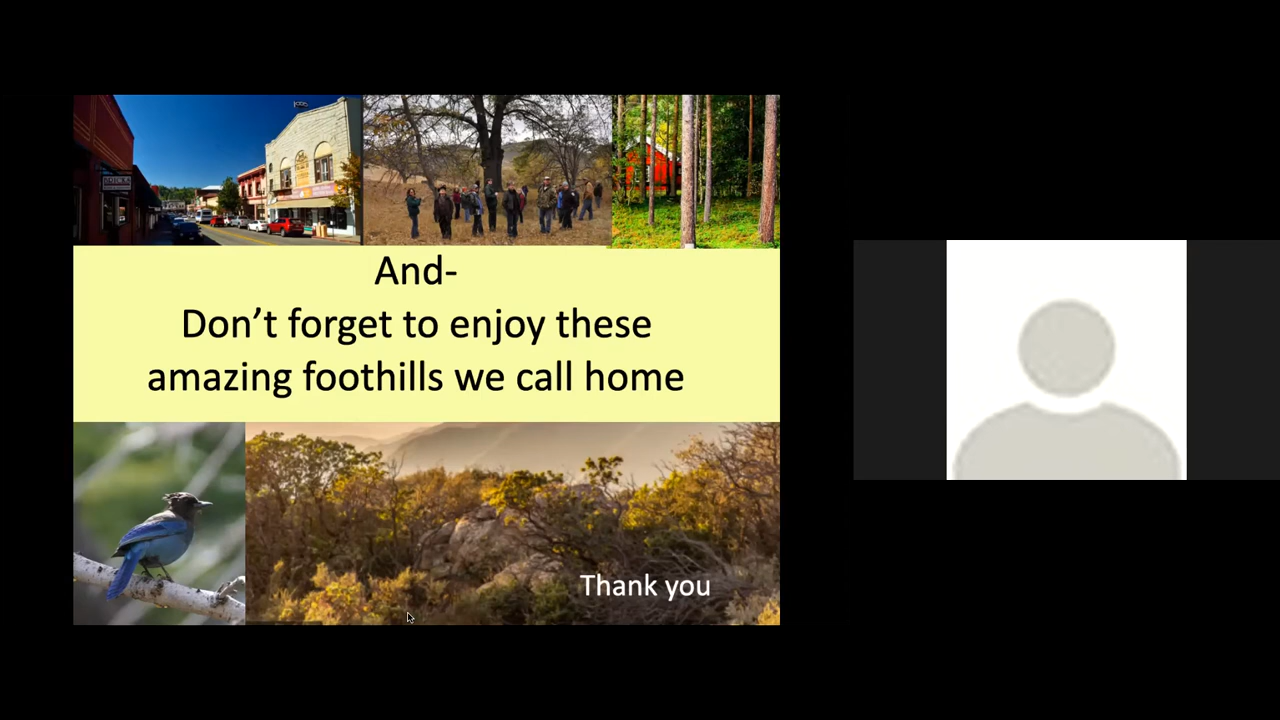 And-
Don’t forget to enjoy these
amazing foothills we call home
Thank you